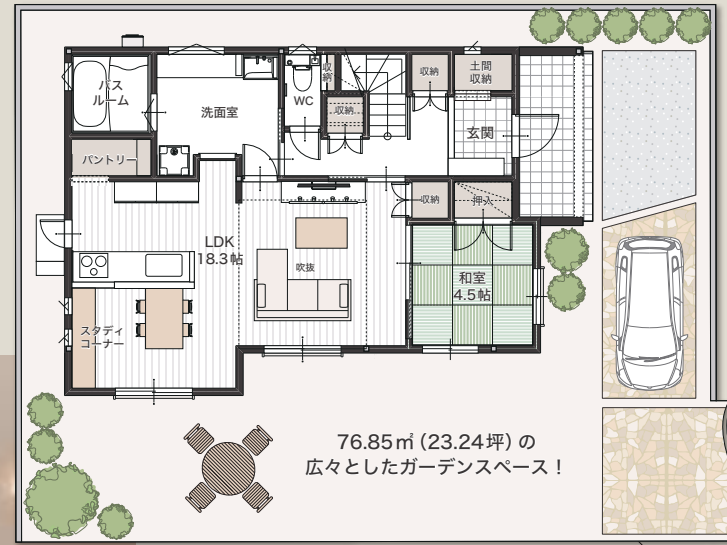 バス
ルーム
洗面室
WC
収納
収納
収納
土間
収納
玄関
パントリー
収納
押入
LDK
18.3帖
吹抜
和室
4.5帖
スタディ
コーナー
76.85㎡(23.24坪)の
広々としたガーデンスペース！